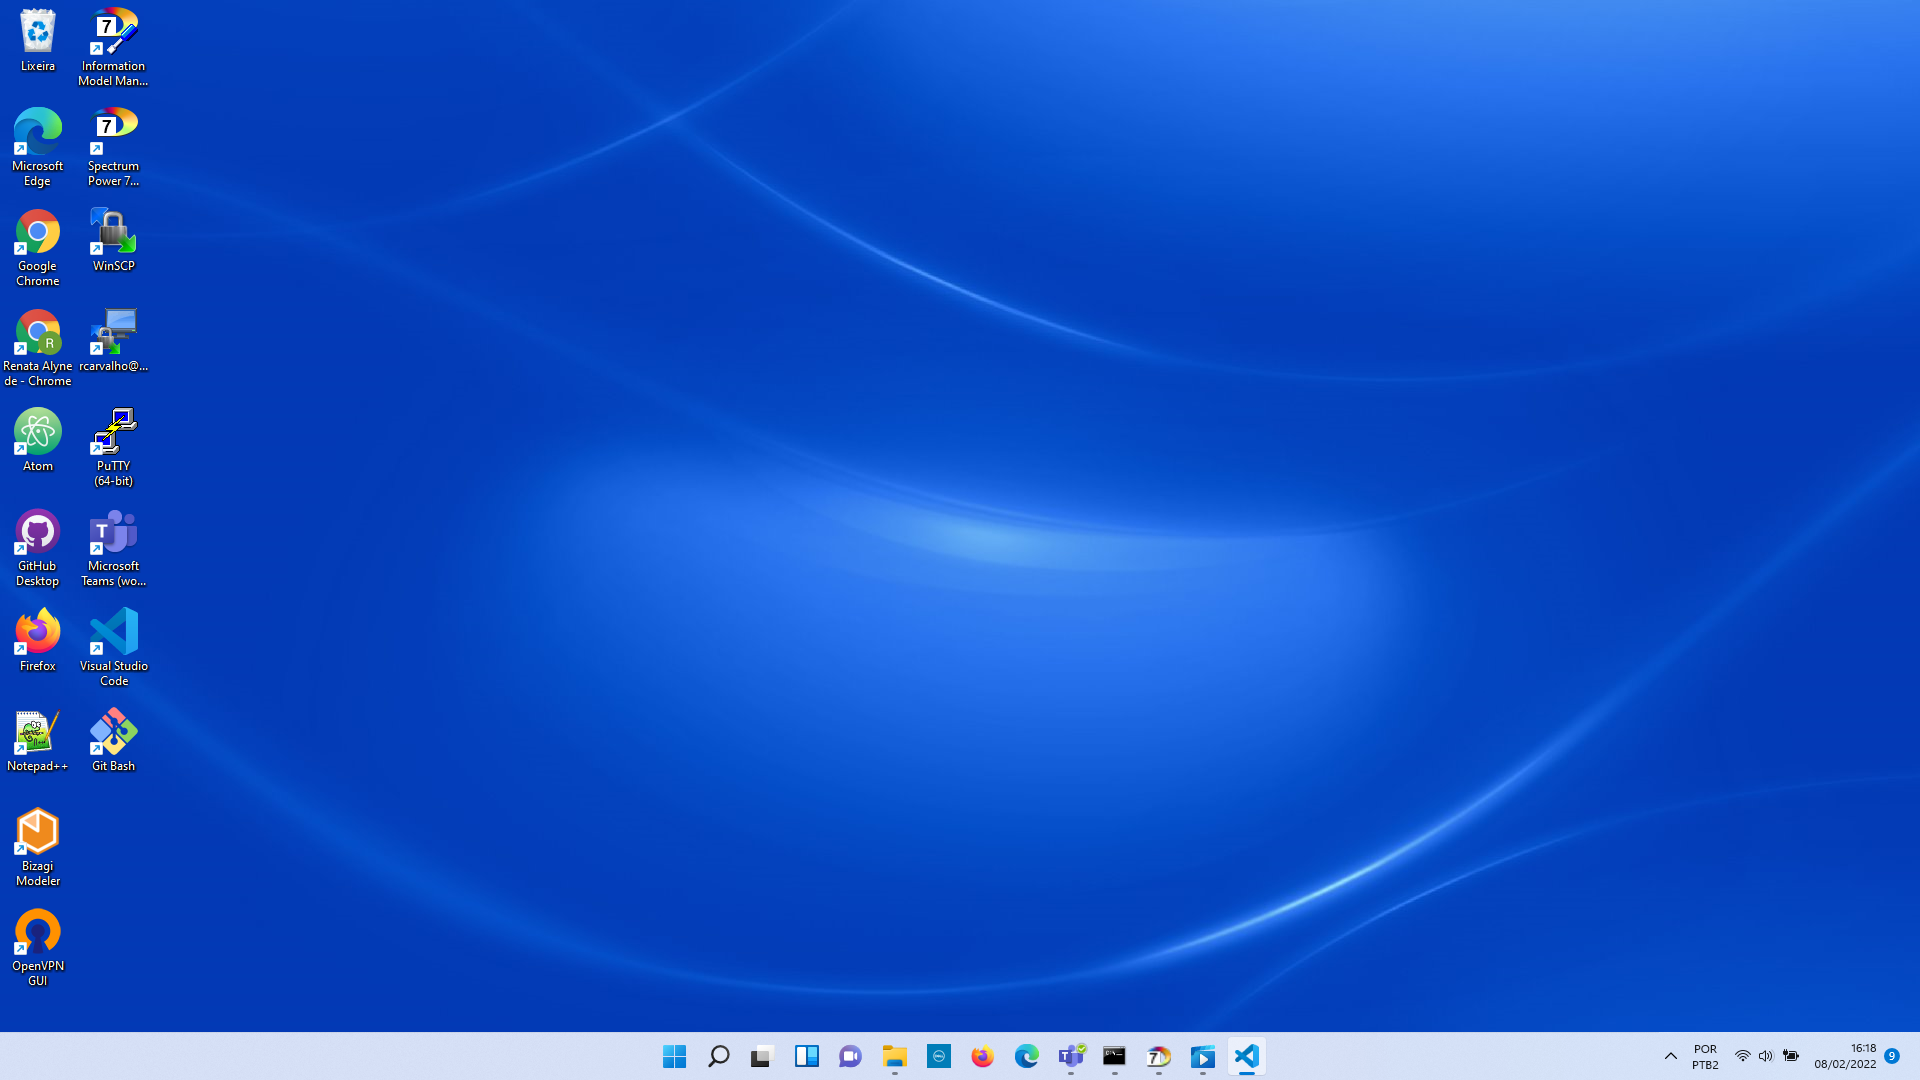 Lixeira
Information
Model Man...
Microsoft
Edge
Spectrum
Power 7...
Google
Chrome
WinSCP
Renata Alyne
de - Chrome
rcarvalho@...
Atom
PuTTY
(64-bit)
GitHub
Desktop
Microsoft
Teams (wo...
Firefox
Visual Studio
Code
Notepad++
Git Bash
Bizagi
Modeler
OpenVPN
GUI
POR
PTB2
16:18
08/02/2022
9